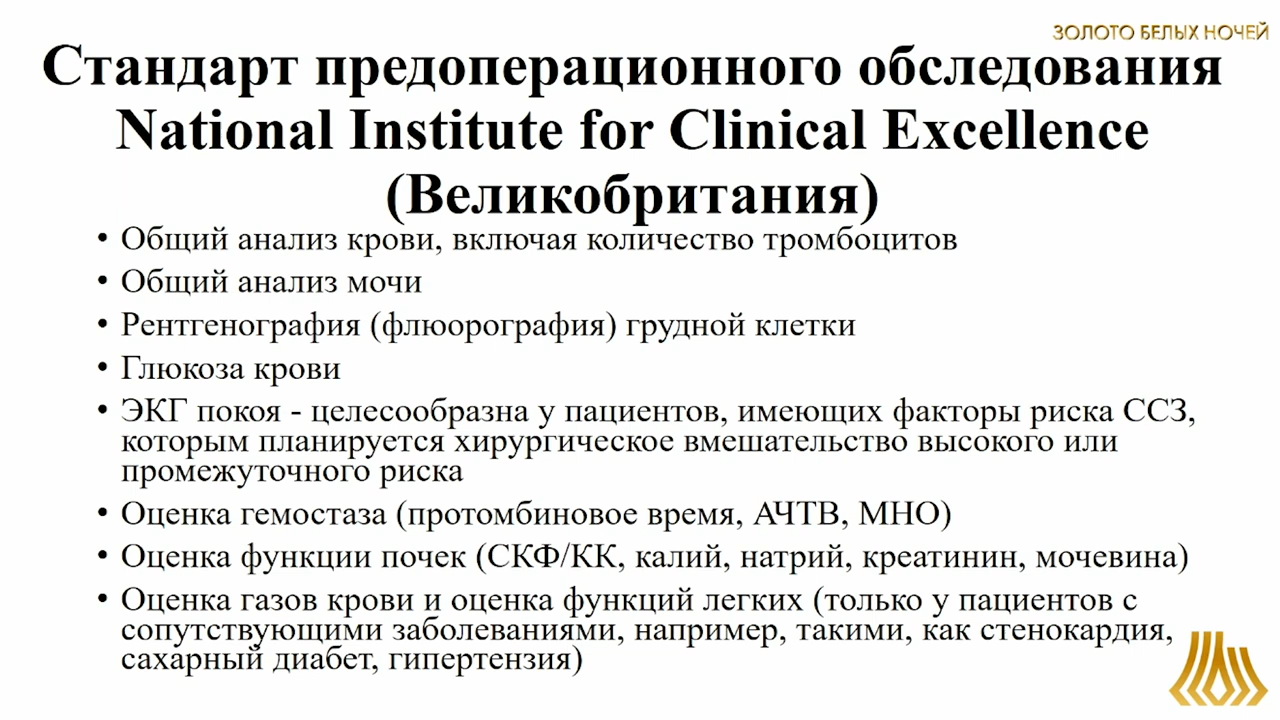 ЗОЛОТО БЕЛЫХ НОЧЕЙ
Стандарт предоперационного обследования
National Institute for Clinical Excellence
(Великобритания)
• Общий анализ крови, включая количество тромбоцитов
• Общий анализ мочи
• Рентгенография (флюорография) грудной клетки
• Глюкоза крови
• ЭКГ покоя - целесообразна у пациентов, имеющих факторы риска ССЗ,
которым планируется хирургическое вмешательство высокого или
промежуточного риска
• Оценка гемостаза (протомбиновое время, АЧТВ, МНО)
• Оценка функции почек (СКФ/КК, калий, натрий, креатинин, мочевина)
• Оценка газов крови и оценка функций легких (только у пациентов с
сопутствующими заболеваниями, например, такими, как стенокардия,
сахарный диабет, гипертензия)